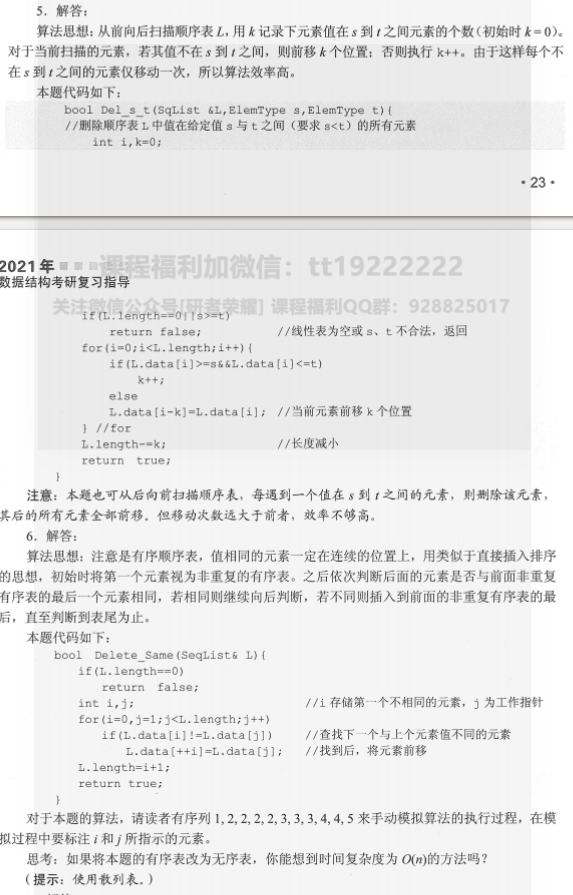 5．解答：
算法思想：从前向后扫描顺序表 L，用 k 记录下元素值在 s 到 t 之间元素的个数（初始时 k=0）。
对于当前扫描的元素，若其值不在 s 到 t 之间，则前移 k 个位置；否则执行 k++。由于这样每个不
在 s 到 t 之间的元素仅移动一次，所以算法效率高。
本题代码如下：
bool Del_s_t(SqList &L,ElemType s,ElemType t){
//删除顺序表 L 中值在给定值 s 与 t 之间（要求 s<t）的所有元素
int i,k=0;
• 23 •
2021 年
课程福利加微信：tt19222222
数据结构考研复习指导
关注微信公众号[研者荣耀] 课程福利QQ群：928825017
if(L.length==0||s>=t)
return false; //线性表为空或 s、t 不合法，返回
for(i=0;i<L.length;i++){
if(L.data[i]>=s&&L.data[i]<=t)
k++;
else
L.data[i-k]=L.data[i]; //当前元素前移 k 个位置
} //for
L.length-=k; //长度减小
return true;
}
注意：本题也可从后向前扫描顺序表，每遇到一个值在 s 到 t 之间的元素，则删除该元素，
其后的所有元素全部前移。但移动次数远大于前者，效率不够高。
6．解答：
算法思想：注意是有序顺序表，值相同的元素一定在连续的位置上，用类似于直接插入排序
的思想，初始时将第一个元素视为非重复的有序表。之后依次判断后面的元素是否与前面非重复
有序表的最后一个元素相同，若相同则继续向后判断，若不同则插入到前面的非重复有序表的最
后，直至判断到表尾为止。
本题代码如下：
bool Delete_Same(SeqList& L){
if(L.length==0)
return false;
int i,j; //i 存储第一个不相同的元素，j 为工作指针
for(i=0,j=1;j<L.length;j++)
if(L.data[i]!=L.data[j]) //查找下一个与上个元素值不同的元素
L.data[++i]=L.data[j]; //找到后，将元素前移
L.length=i+1;
return true;
}
对于本题的算法，请读者有序列 1, 2, 2, 2, 2, 3, 3, 3, 4, 4, 5 来手动模拟算法的执行过程，在模
拟过程中要标注 i 和 j 所指示的元素。
思考：如果将本题的有序表改为无序表，你能想到时间复杂度为 O(n)的方法吗？
（提示：使用散列表。）